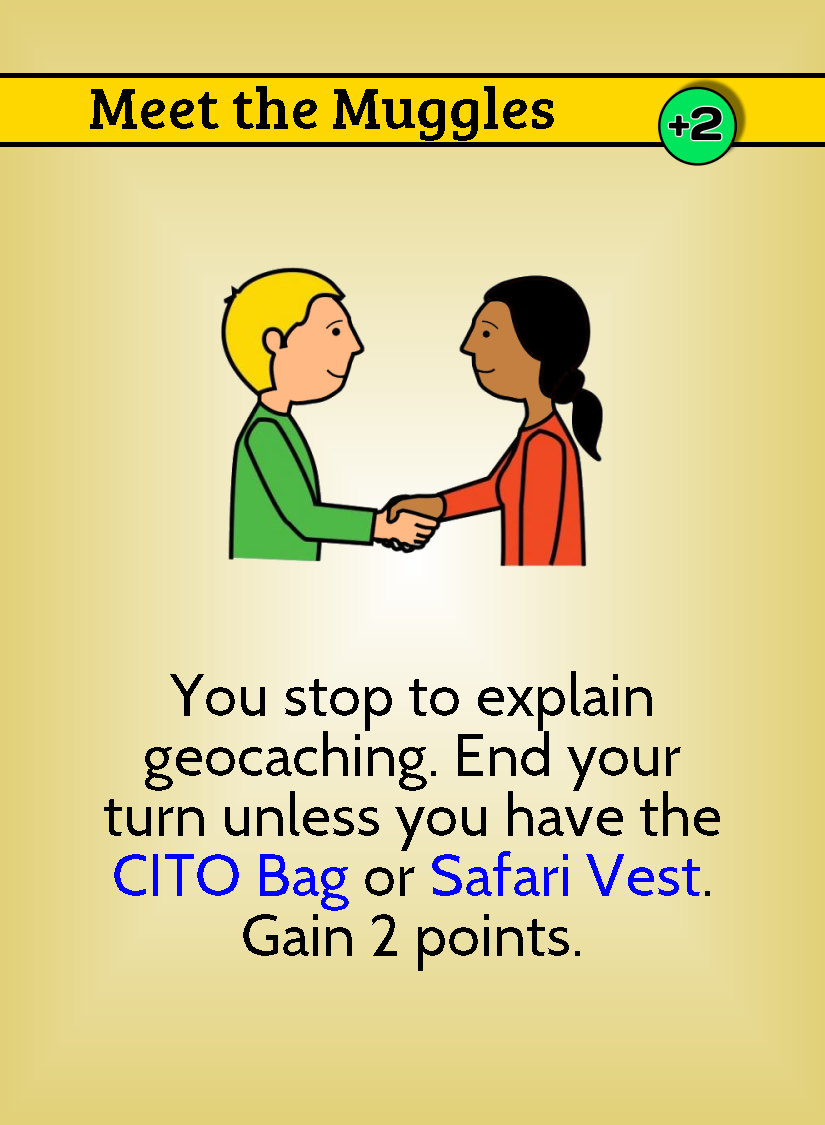 Meet the Muggles
+2
You stop to explain
geocaching. End your
turn unless you have the
CITO Bag or Safari Vest.
Gain 2 points.